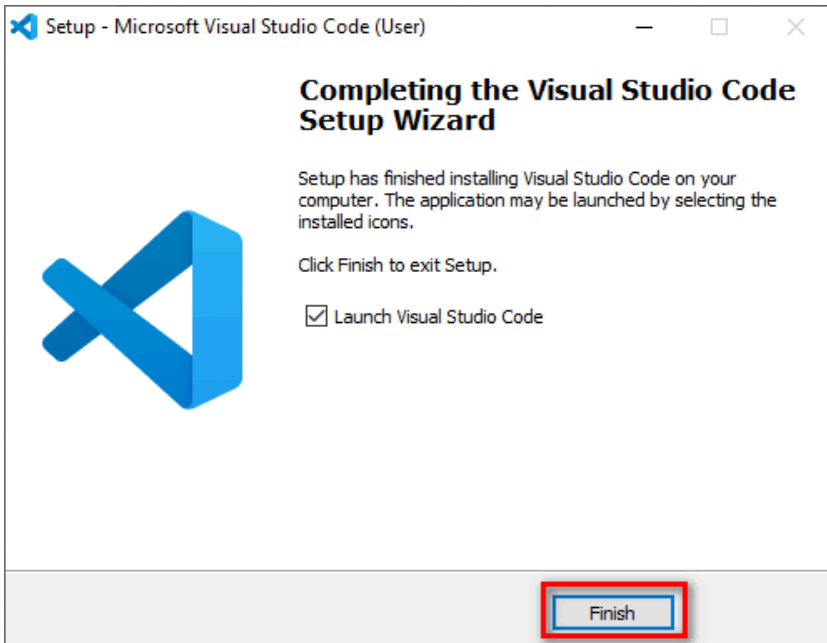 Setup - Microsoft Visual Studio Code (User)
Completing the Visual Studio Code
Setup Wizard
Setup has finished installing Visual Studio Code on your
computer. The application may be launched by selecting the
installed icons.
Click Finish to exit Setup.
Launch Visual Studio Code
Finish